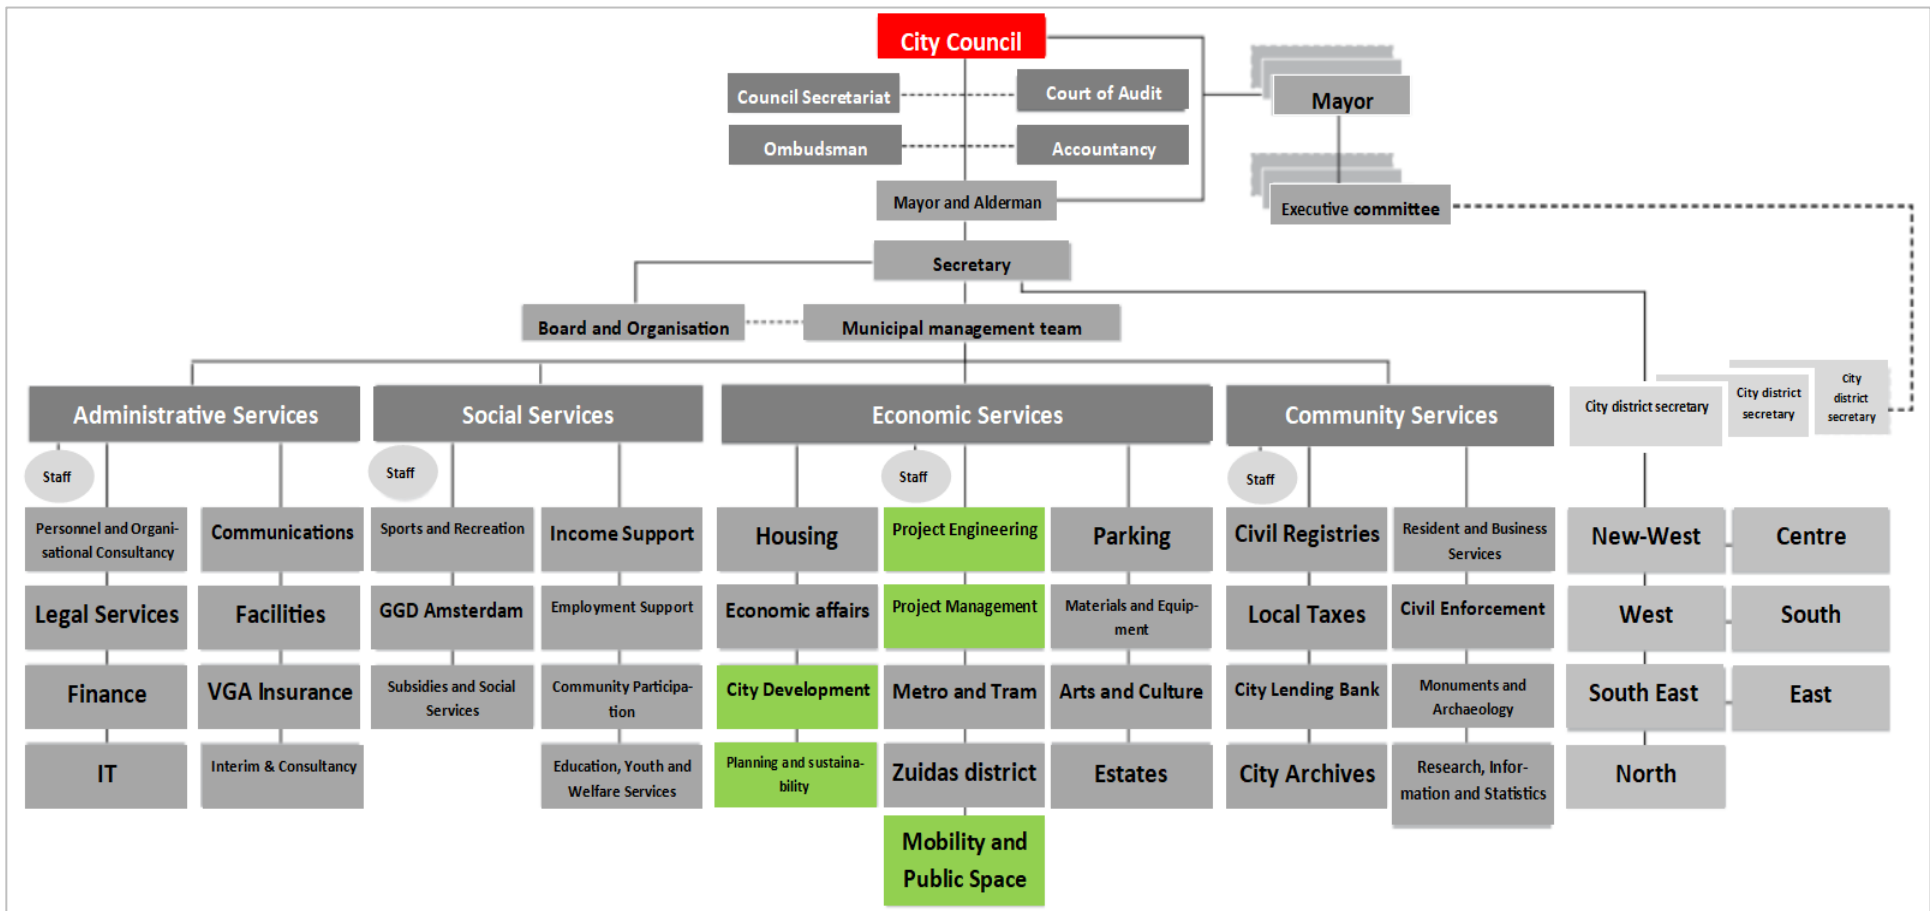 City Council
Council Secretariat
Court of Audit
Mayor
Ombudsman
Accountancy
Mayor and Alderman
Executive committee
Secretary
Board and Organisation
Municipal management team
Administrative Services
Social Services
Economic Services
Community Services
City district secretary
City district
secretary
City
district
secretary
Staff
Staff
Staff
Staff
Personnel and Organi-
sational Consultancy
Communications
Sports and Recreation
Income Support
Housing
Project Engineering
Parking
Civil Registries
Resident and Business
Services
New-West
Centre
Legal Services
Facilities
GGD Amsterdam
Employment Support
Economic affairs
Project Management
Materials and Equip-
ment
Local Taxes
Civil Enforcement
West
South
Finance
VGA Insurance
Subsidies and Social
Services
Community Participa-
tion
City Development
Metro and Tram
Arts and Culture
City Lending Bank
Monuments and
Archaeology
South East
East
IT
Interim & Consultancy
Education, Youth and
Welfare Services
Planning and sustaina-
bility
Zuidas district
Estates
City Archives
Research, Infor-
mation and Statistics
North
Mobility and
Public Space